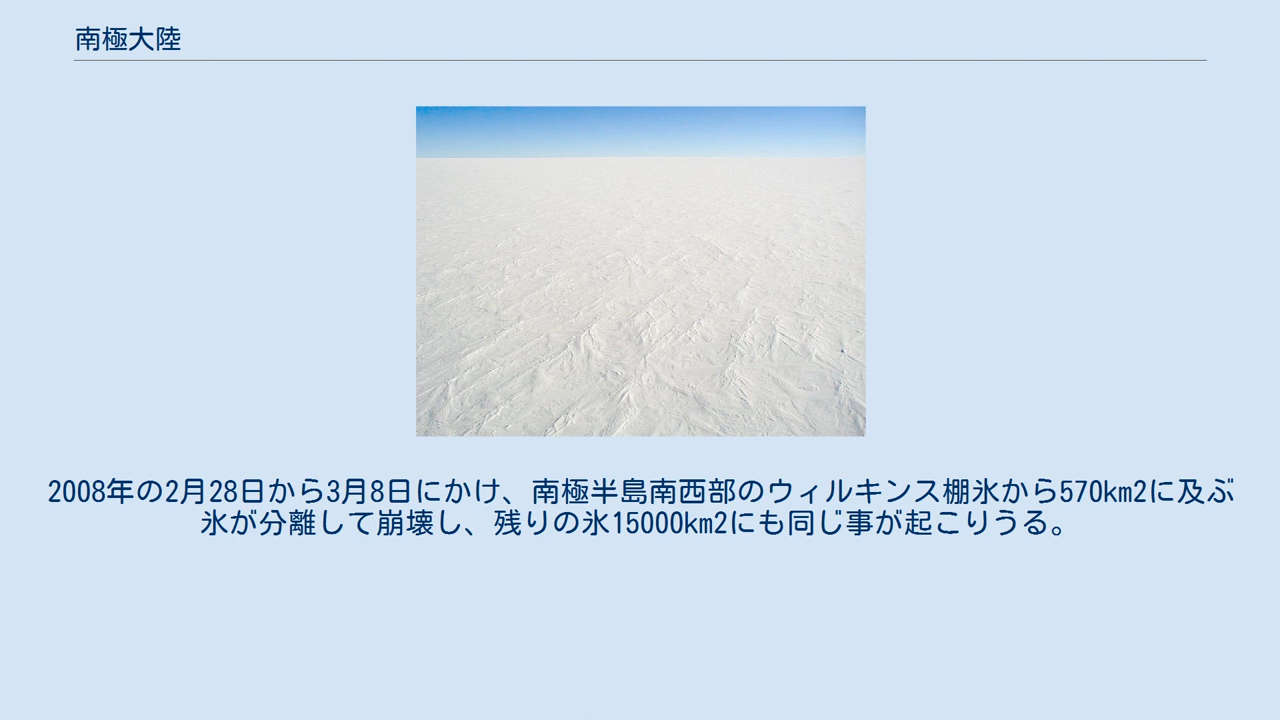 南極大陸
2008年の2月28日から3月8日にかけ、南極半島南西部のウィルキンス棚氷から570km2に及ぶ
氷が分離して崩壊し、残りの氷15000km2にも同じ事が起こりうる。